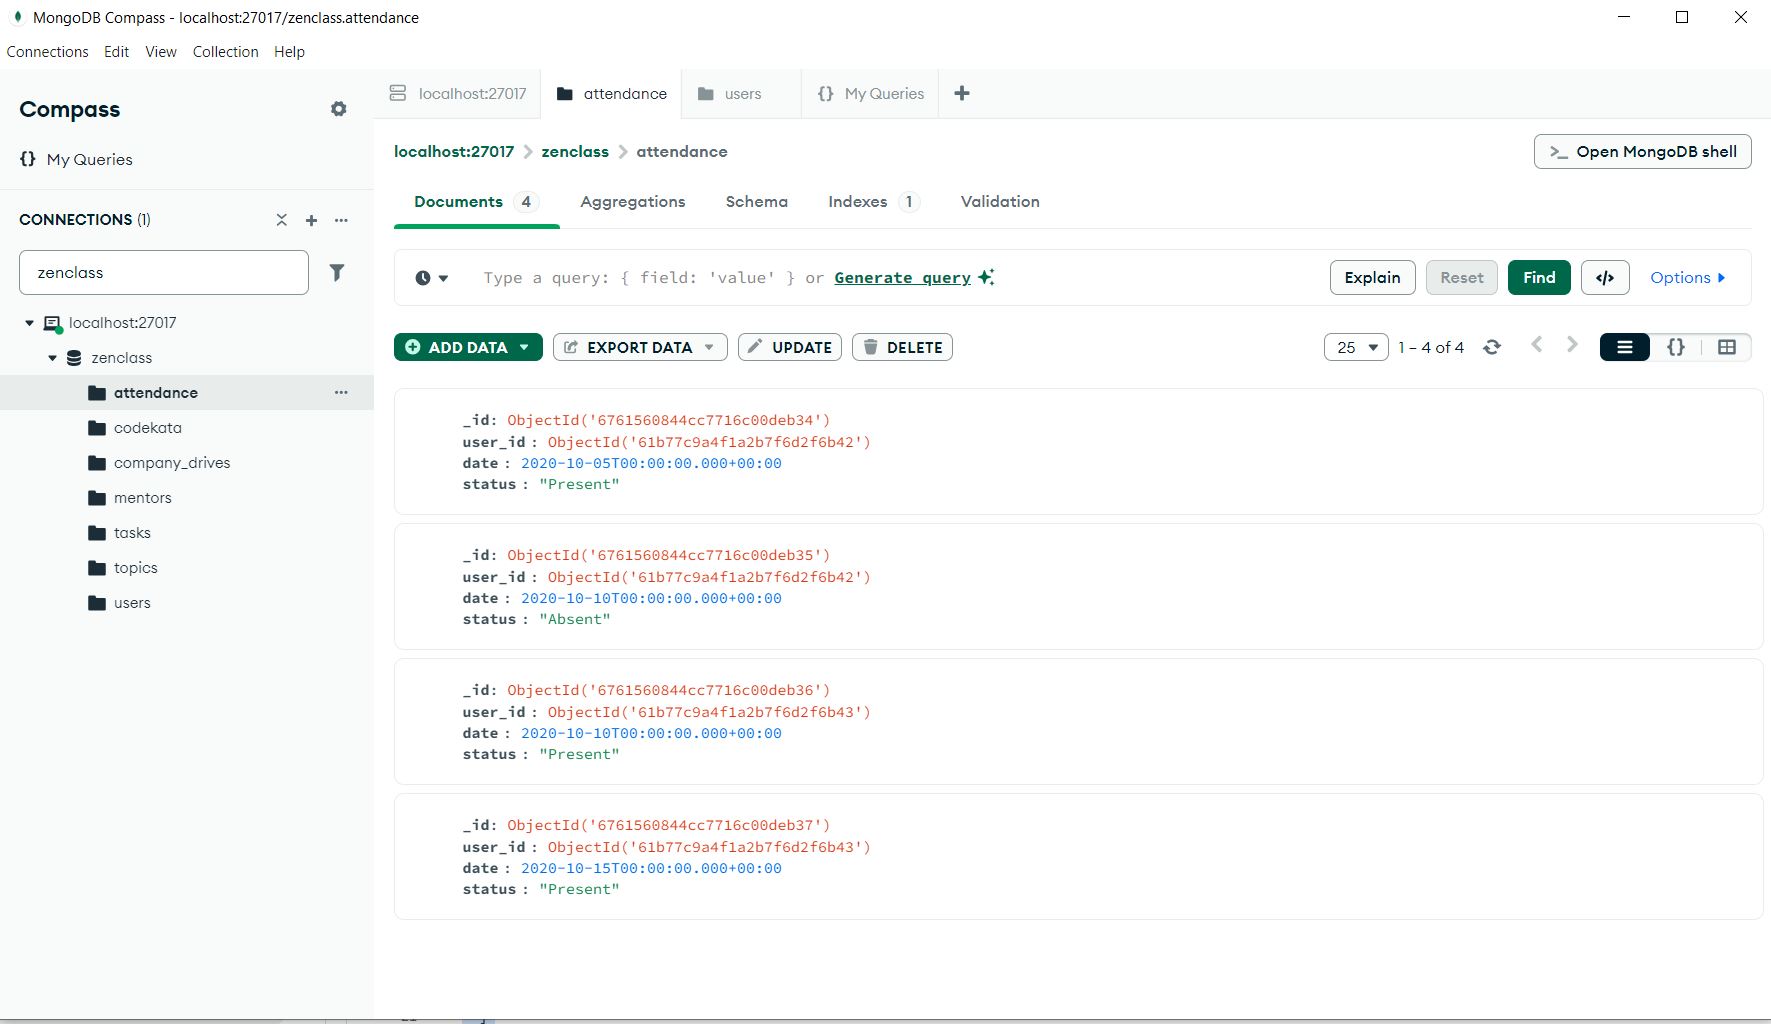 MongoDB Compass - localhost:27017/zenclass.attendance
Connections Edit View Collection Help
Compass
{} My Queries
CONNECTIONS (1)
zenclass
localhost:27017
zenclass
attendance
codekata
company_drives
mentors
tasks
topics
users
localhost:27017
attendance
users
{} My Queries
localhost:27017 > zenclass > attendance
>_ Open MongoDB shell
Documents 4 Aggregations Schema Indexes 1 Validation
Type a query: { field: 'value' } or Generate query
Explain Reset Find </> Options
ADD DATA EXPORT DATA UPDATE DELETE
25 1 – 4 of 4 {}
_id: ObjectId('6761560844cc7716c00deb34')
user_id : ObjectId('61b77c9a4f1a2b7f6d2f6b42')
date : 2020-10-05T00:00:00.000+00:00
status : "Present"
_id: ObjectId('6761560844cc7716c00deb35')
user_id : ObjectId('61b77c9a4f1a2b7f6d2f6b42')
date : 2020-10-10T00:00:00.000+00:00
status : "Absent"
_id: ObjectId('6761560844cc7716c00deb36')
user_id : ObjectId('61b77c9a4f1a2b7f6d2f6b43')
date : 2020-10-10T00:00:00.000+00:00
status : "Present"
_id: ObjectId('6761560844cc7716c00deb37')
user_id : ObjectId('61b77c9a4f1a2b7f6d2f6b43')
date : 2020-10-15T00:00:00.000+00:00
status : "Present"